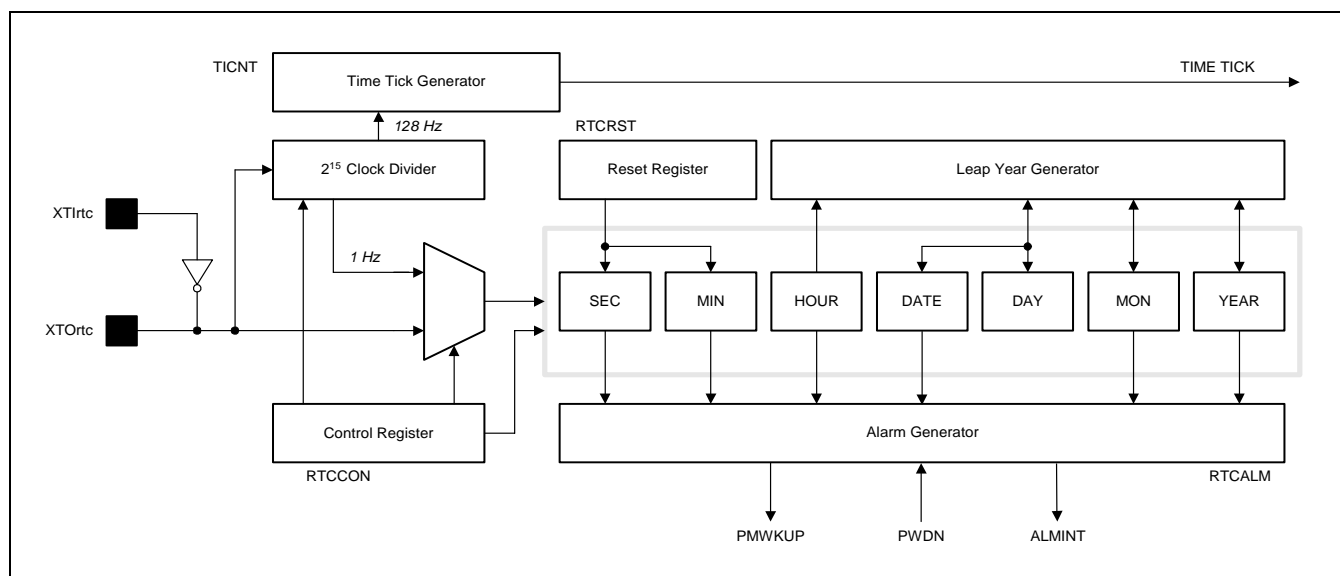 TICNT
Time Tick Generator
TIME TICK
128 Hz
RTCRST
2¹⁵ Clock Divider
Reset Register
Leap Year Generator
XTIrtc
1 Hz
SEC
MIN
HOUR
DATE
DAY
MON
YEAR
XTOrtc
Control Register
Alarm Generator
RTCCON
RTCALM
PMWKUP
PWDN
ALMINT